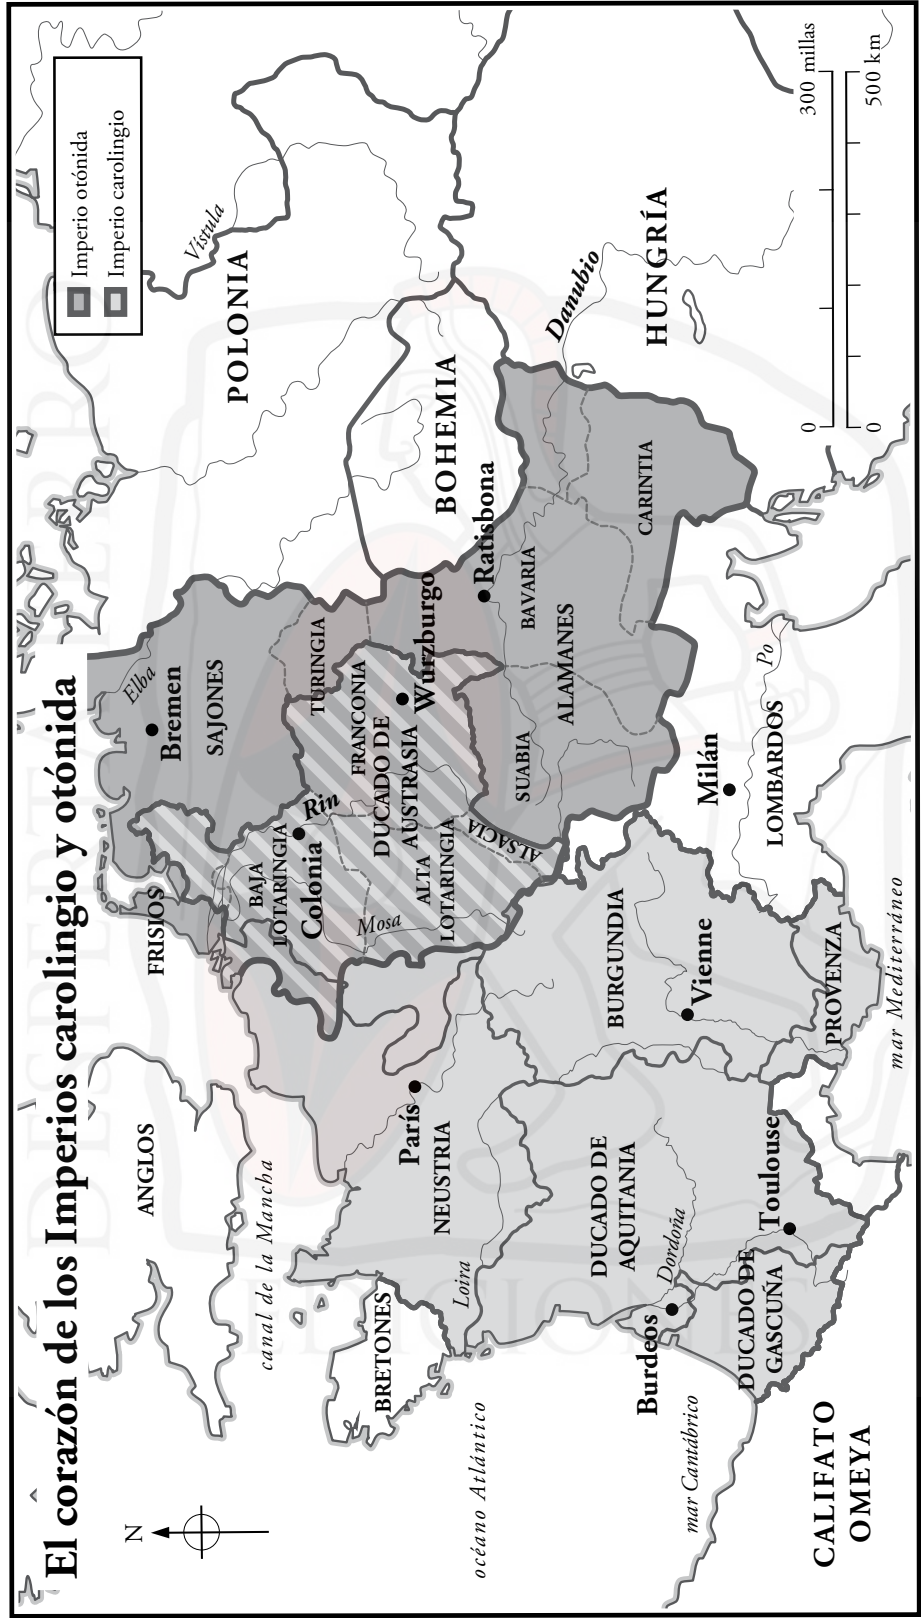 El corazón de los Imperios carolingio y otónida
Imperio otónida
Imperio carolingio
N
ANGLOS
canal de la Mancha
FRISIOS
Elba
Bremen
SAJONES
Vístula
POLONIA
BAJA
LOTARINGIA
Colonia
Rin
TURINGIA
FRANCONIA
DUCADO DE
AUSTRASIA
Wurzburgo
Mosa
ALTA
LOTARINGIA
ALSACIA
BOHEMIA
Ratisbona
BRETONES
París
NEUSTRIA
Loira
océano Atlántico
SUABIA
BAVARIA
ALAMANES
CARINTIA
Danubio
HUNGRÍA
DUCADO DE
AQUITANIA
BURGUNDIA
Dordoña
Burdeos
mar Cantábrico
Vienne
Milán
LOMBARDOS
Po
DUCADO DE
GASCUÑA
Toulouse
PROVENZA
mar Mediterráneo
CALIFATO
OMEYA
0
300 millas
0
500 km
DESPERTA FERRO
EDICIONES